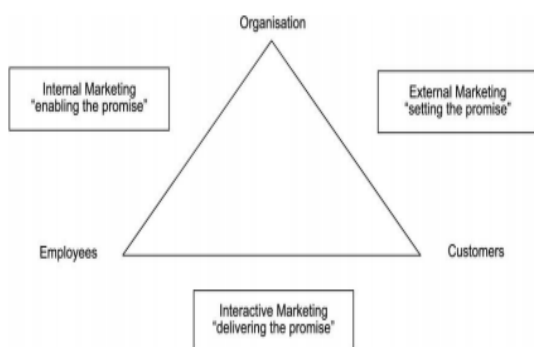 Organisation
Internal Marketing
"enabling the promise"
External Marketing
"setting the promise"
Employees
Customers
Interactive Marketing
"delivering the promise"